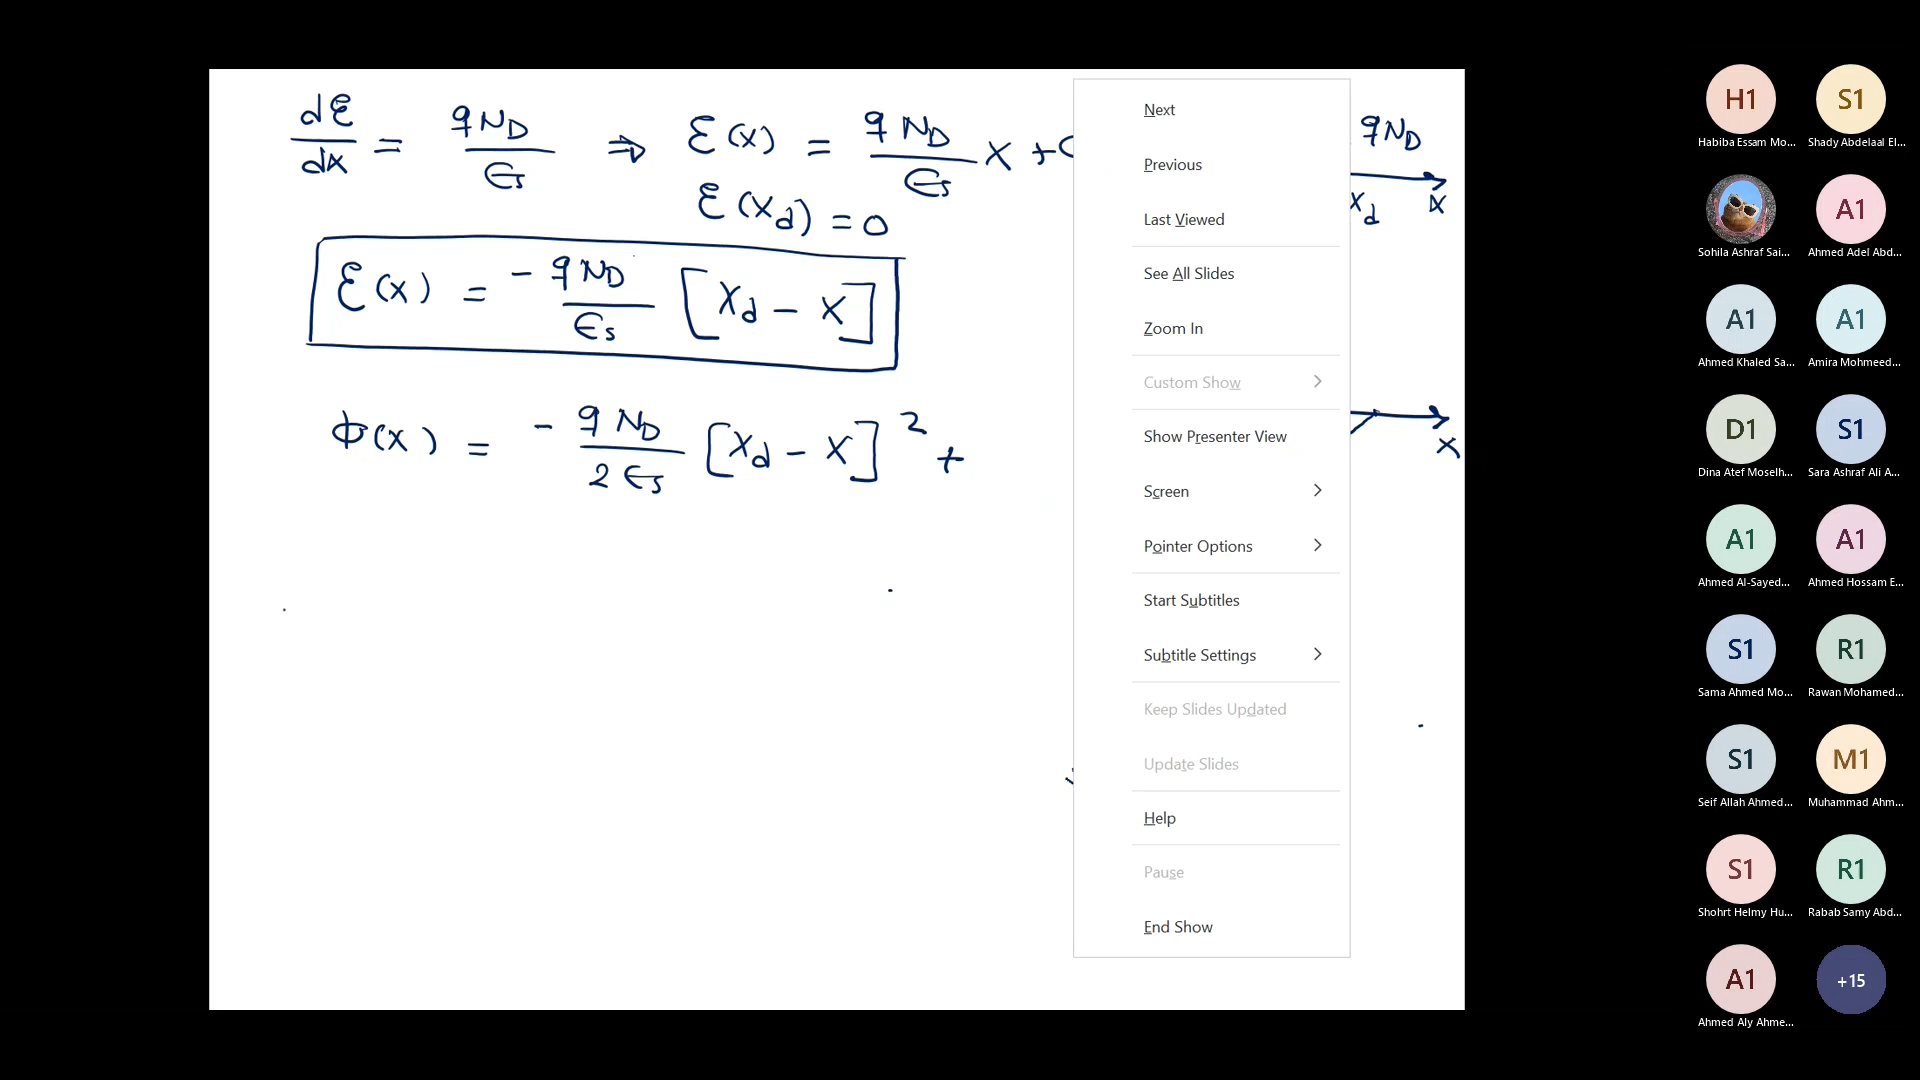 dℰ/dx = qN_D/ϵ_s ⇒ ℰ(x) = qN_D/ϵ_s x +
ℰ(x_d) = 0
ℰ(x) = -qN_D/ϵ_s [x_d - x]
Φ(x) = -qN_D/2ϵ_s [x_d - x]² +
qN_D
x_d x
x
Next
Previous
Last Viewed
See All Slides
Zoom In
Custom Show
Show Presenter View
Screen
Pointer Options
Start Subtitles
Subtitle Settings
Keep Slides Updated
Update Slides
Help
Pause
End Show
H1 S1
Habiba Essam Mo... Shady Abdelaal El...
A1
Sohila Ashraf Sai... Ahmed Adel Abd...
A1 A1
Ahmed Khaled Sa... Amira Mohmeed...
D1 S1
Dina Atef Moselh... Sara Ashraf Ali A...
A1 A1
Ahmed Al-Sayed... Ahmed Hossam E...
S1 R1
Sama Ahmed Mo... Rawan Mohamed...
S1 M1
Seif Allah Ahmed... Muhammad Ahm...
S1 R1
Shohrt Helmy Hu... Rabab Samy Abd...
A1 +15
Ahmed Aly Ahme...